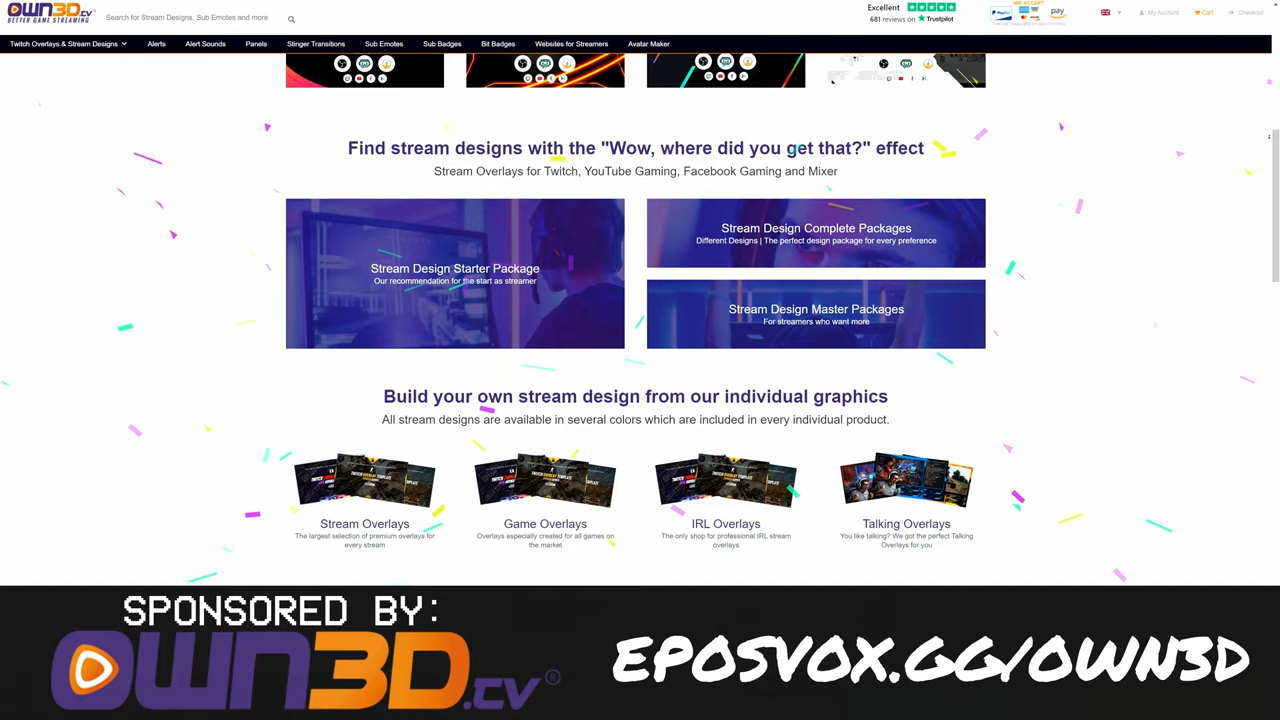 OWN3D.tv
BETTER GAME STREAMING
Search for Stream Designs, Sub Emotes and more
Excellent
681 reviews on Trustpilot
WE ACCEPT
PayPal
pay
My Account
Cart
Checkout
Twitch Overlays & Stream Designs
Alerts
Alert Sounds
Panels
Stinger Transitions
Sub Emotes
Sub Badges
Bit Badges
Websites for Streamers
Avatar Maker
Find stream designs with the "Wow, where did you get that?" effect
Stream Overlays for Twitch, YouTube Gaming, Facebook Gaming and Mixer
Stream Design Starter Package
Our recommendation for the start as streamer
Stream Design Complete Packages
Different Designs | The perfect design package for every preference
Stream Design Master Packages
For streamers who want more
Build your own stream design from our individual graphics
All stream designs are available in several colors which are included in every individual product.
Stream Overlays
The largest selection of premium overlays for
every stream
Game Overlays
Overlays especially created for all games on
the market
IRL Overlays
The only shop for professional IRL stream
overlays
Talking Overlays
You like talking? We got the perfect Talking
Overlays for you
SPONSORED BY:
OWN3D.tv®
EPOSVOX.GG/OWN3D